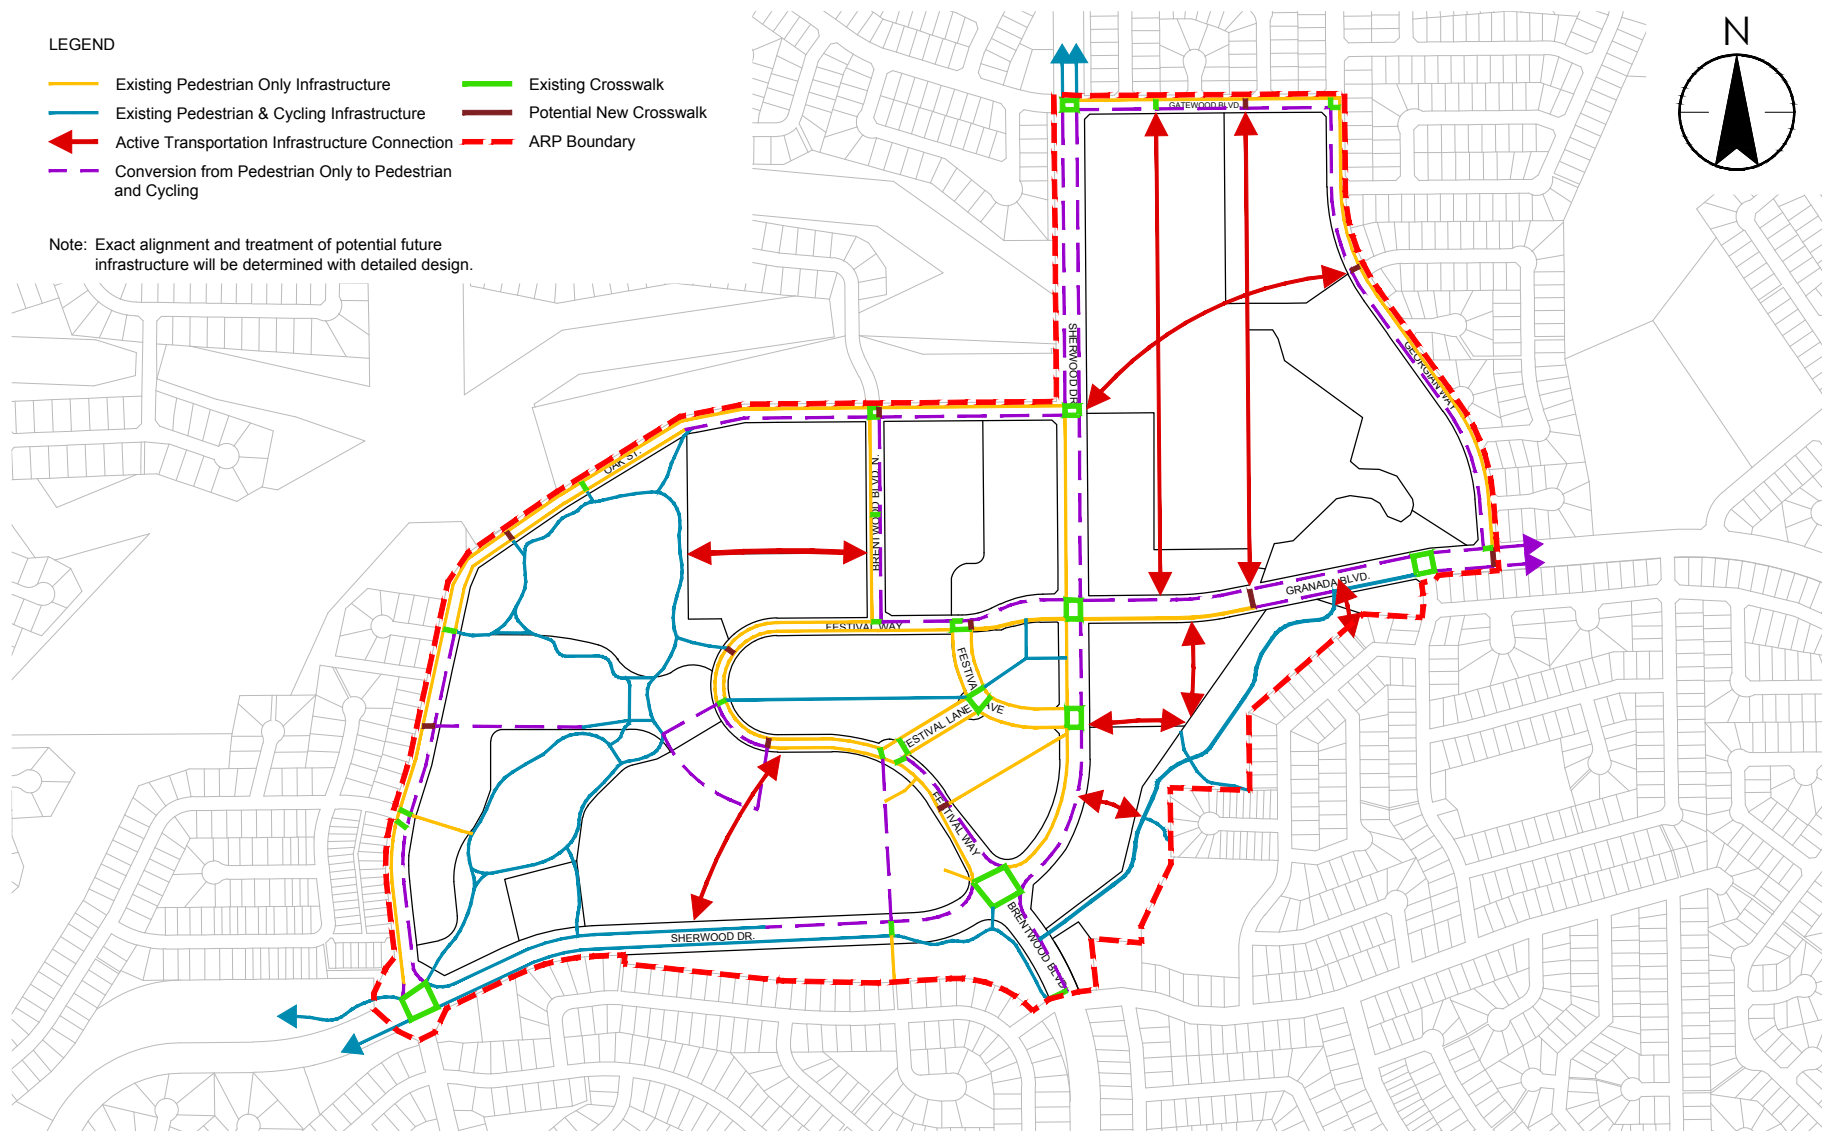 LEGEND
Existing Pedestrian Only Infrastructure
Existing Pedestrian & Cycling Infrastructure
Active Transportation Infrastructure Connection
Conversion from Pedestrian Only to Pedestrian
and Cycling
Existing Crosswalk
Potential New Crosswalk
ARP Boundary
Note: Exact alignment and treatment of potential future
infrastructure will be determined with detailed design.
N
GATEWOOD BLVD.
SHERWOOD DR.
GEORGIAN WAY
OAK ST.
BRENTWOOD BLVD N.
GRANADA BLVD.
FESTIVAL WAY
FESTIVAL
AVE
ESTIVAL LANE
FESTIVAL WAY
SHERWOOD DR.
BRENTWOOD BLVD.